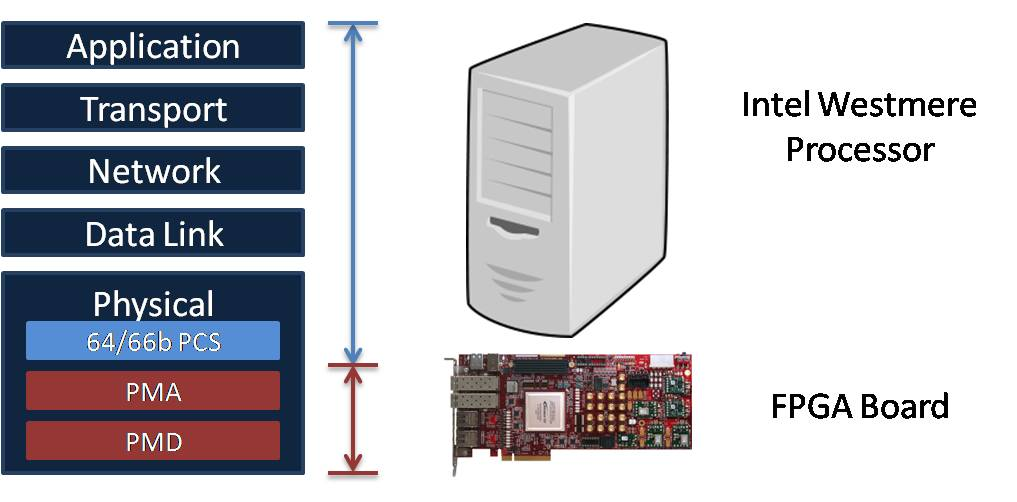 Application
Transport
Network
Data Link
Physical
64/66b PCS
PMA
PMD
Intel Westmere
Processor
FPGA Board